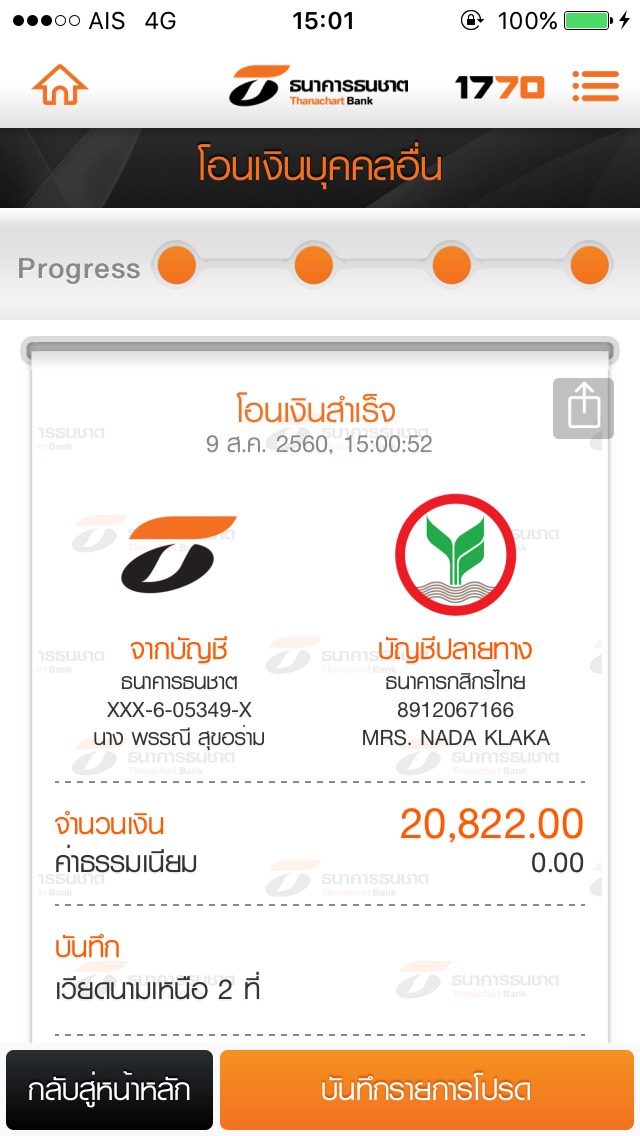 AIS 4G 15:01 100%
ธนาคารธนชาต
Thanachart Bank
1770
โอนเงินบุคคลอื่น
Progress
โอนเงินสำเร็จ
9 ส.ค. 2560, 15:00:52
จากบัญชี
ธนาคารธนชาต
XXX-6-05349-X
นาง พรรณี สุขอร่าม
บัญชีปลายทาง
ธนาคารกสิกรไทย
8912067166
MRS. NADA KLAKA
จำนวนเงิน 20,822.00
ค่าธรรมเนียม 0.00
บันทึก
เวียดนามเหนือ 2 ที่
กลับสู่หน้าหลัก
บันทึกรายการโปรด